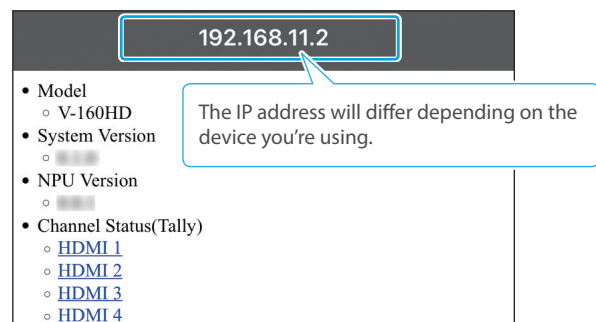 192.168.11.2
The IP address will differ depending on the
device you're using.
Model
V-160HD
System Version
NPU Version
Channel Status(Tally)
HDMI 1
HDMI 2
HDMI 3
HDMI 4